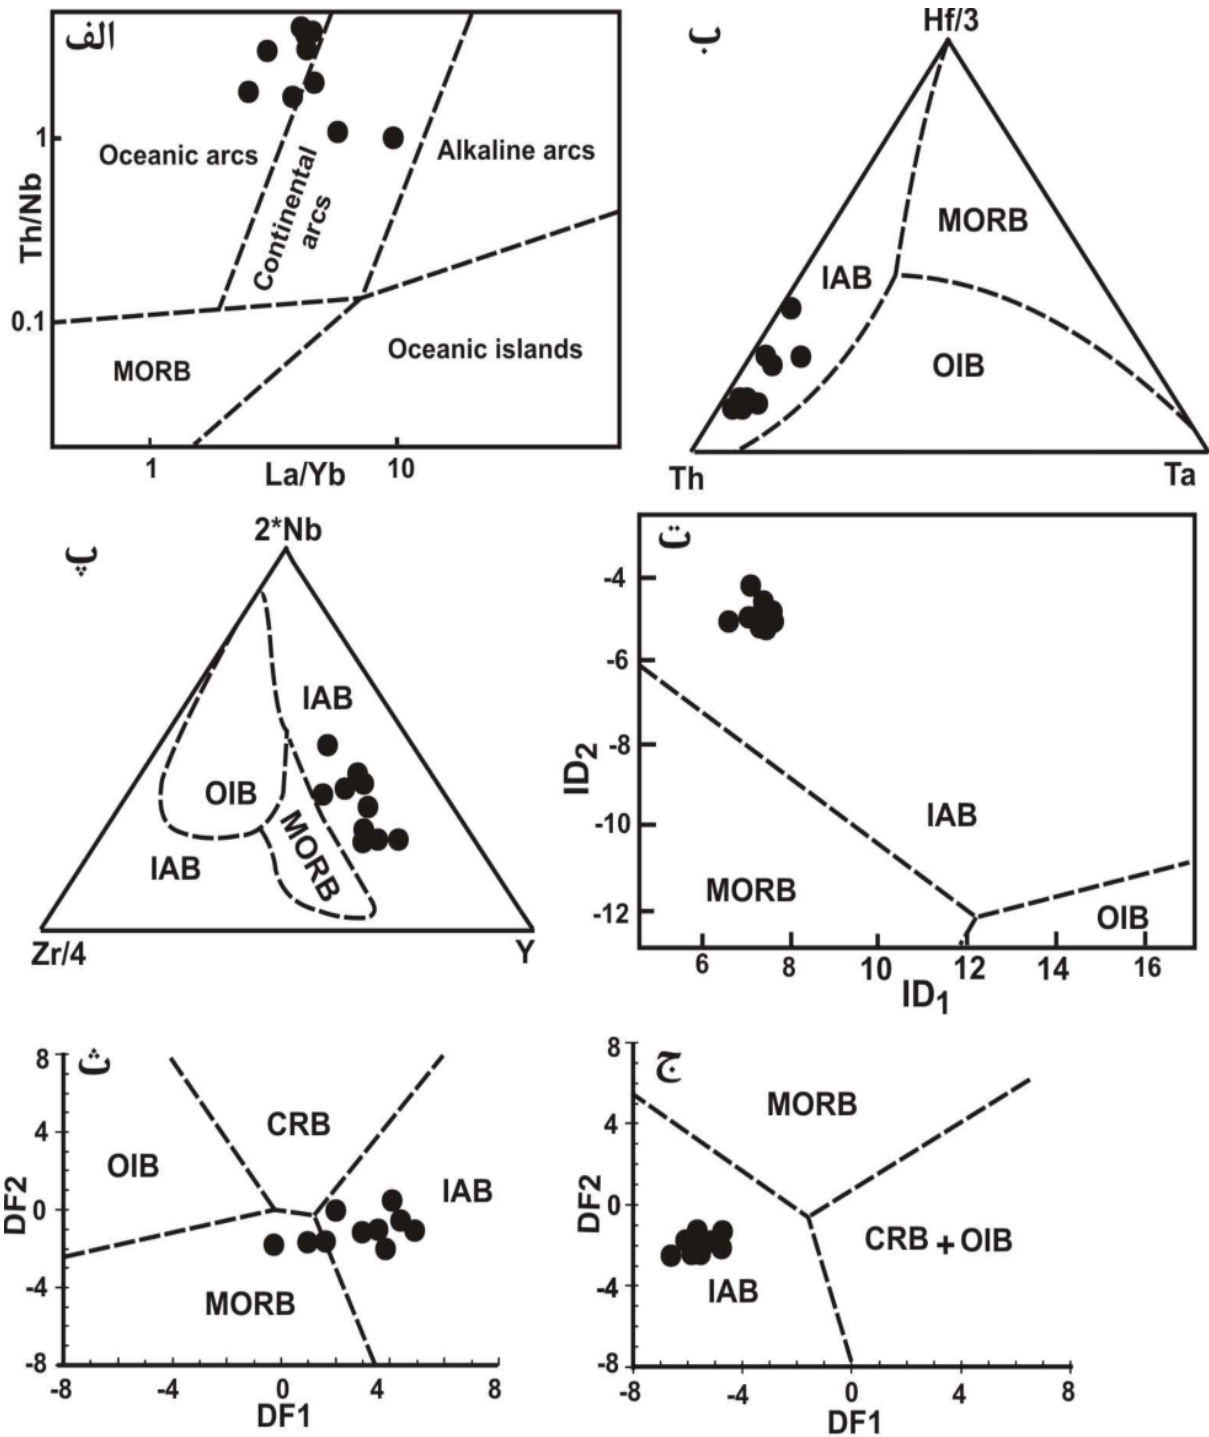 الف
1
0.1
Th/Nb
Oceanic arcs
Continental
arcs
Alkaline arcs
MORB
Oceanic islands
1
10
La/Yb
ب
Hf/3
MORB
IAB
OIB
Th
Ta
پ
2*Nb
IAB
OIB
MORB
IAB
Zr/4
Y
ت
-4
-6
-8
-10
-12
ID2
IAB
MORB
OIB
6
8
10
12
14
16
ID1
ث
8
4
0
-4
-8
DF2
CRB
OIB
IAB
MORB
-8
-4
0
4
8
DF1
ج
8
4
0
-4
-8
DF2
MORB
CRB + OIB
IAB
-8
-4
0
4
8
DF1